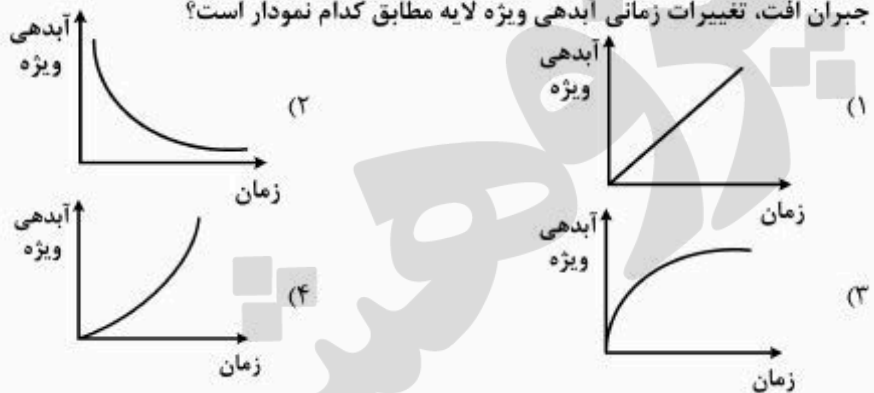 جبران افت، تغییرات زمانی آبدهی ویژه لایه مطابق کدام نمودار است؟
۱)
آبدهی
ویژه
زمان
۲)
آبدهی
ویژه
زمان
۳)
آبدهی
ویژه
زمان
۴)
آبدهی
ویژه
زمان